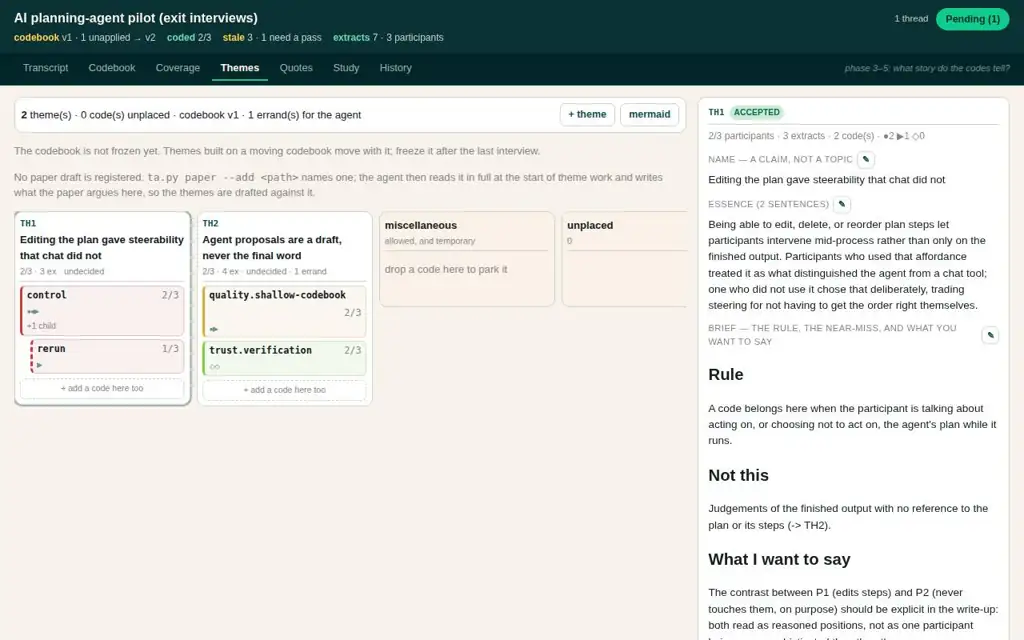 AI planning-agent pilot (exit interviews)
codebook v1 · 1 unapplied → v2 coded 2/3 stale 3 · 1 need a pass extracts 7 · 3 participants
1 thread
Pending (1)
Transcript Codebook Coverage Themes Quotes Study History
phase 3–5: what story do the codes tell?
2 theme(s) · 0 code(s) unplaced · codebook v1 · 1 errand(s) for the agent
+ theme
mermaid
The codebook is not frozen yet. Themes built on a moving codebook move with it; freeze it after the last interview.
No paper draft is registered. ta.py paper --add <path> names one; the agent then reads it in full at the start of theme work and writes
what the paper argues here, so the themes are drafted against it.
TH1
Editing the plan gave steerability
that chat did not
2/3 · 3 ex undecided
control 2/3
+1 child
rerun 1/3
+ add a code here too
TH2
Agent proposals are a draft,
never the final word
2/3 · 4 ex · undecided · 1 errand
quality.shallow-codebook
2/3
trust.verification 2/3
+ add a code here too
miscellaneous
allowed, and temporary
drop a code here to park it
unplaced
0
TH1 ACCEPTED
2/3 participants · 3 extracts · 2 code(s) · ●2 ▶1 ◇0
NAME — A CLAIM, NOT A TOPIC
Editing the plan gave steerability that chat did not
ESSENCE (2 SENTENCES)
Being able to edit, delete, or reorder plan steps let
participants intervene mid-process rather than only on the
finished output. Participants who used that affordance
treated it as what distinguished the agent from a chat tool;
one who did not use it chose that deliberately, trading
steering for not having to get the order right themselves.
BRIEF — THE RULE, THE NEAR-MISS, AND WHAT YOU
WANT TO SAY
Rule
A code belongs here when the participant is talking about
acting on, or choosing not to act on, the agent's plan while it
runs.
Not this
Judgements of the finished output with no reference to the
plan or its steps (-> TH2).
What I want to say
The contrast between P1 (edits steps) and P2 (never
touches them, on purpose) should be explicit in the write-up:
both read as reasoned positions, not as one participant